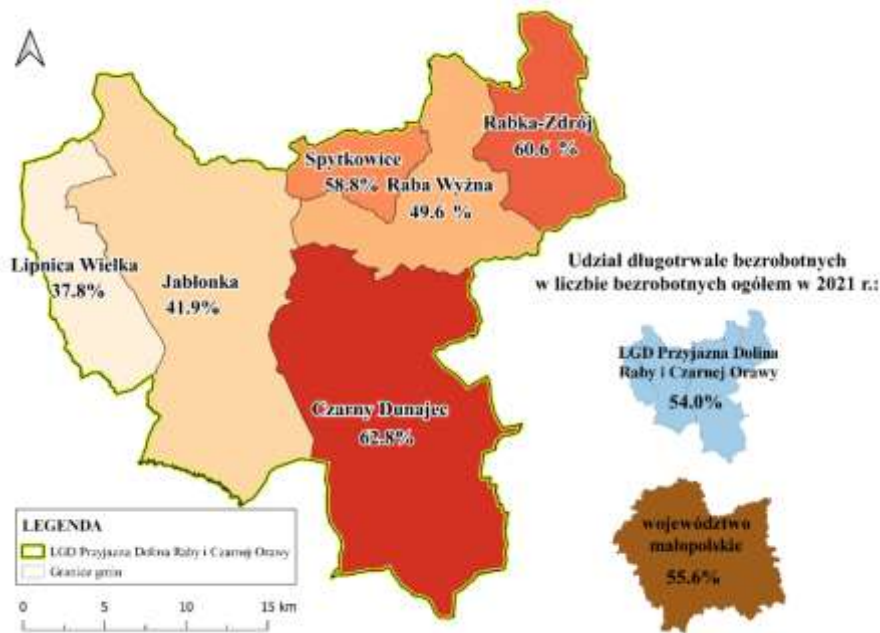 Rabka-Zdrój
60.6 %
Spytkowice
58.8%
Raba Wyżna
49.6 %
Lipnica Wielka
37.8%
Jabłonka
41.9%
Czarny Dunajec
62.8%
Udział długotrwale bezrobotnych
w liczbie bezrobotnych ogółem w 2021 r.:
LGD Przyjazna Dolina
Raby i Czarnej Orawy
54.0%
województwo
małopolskie
55.6%
LEGENDA
LGD Przyjazna Dolina Raby i Czarnej Orawy
Granice gmin
0 5 10 15 km